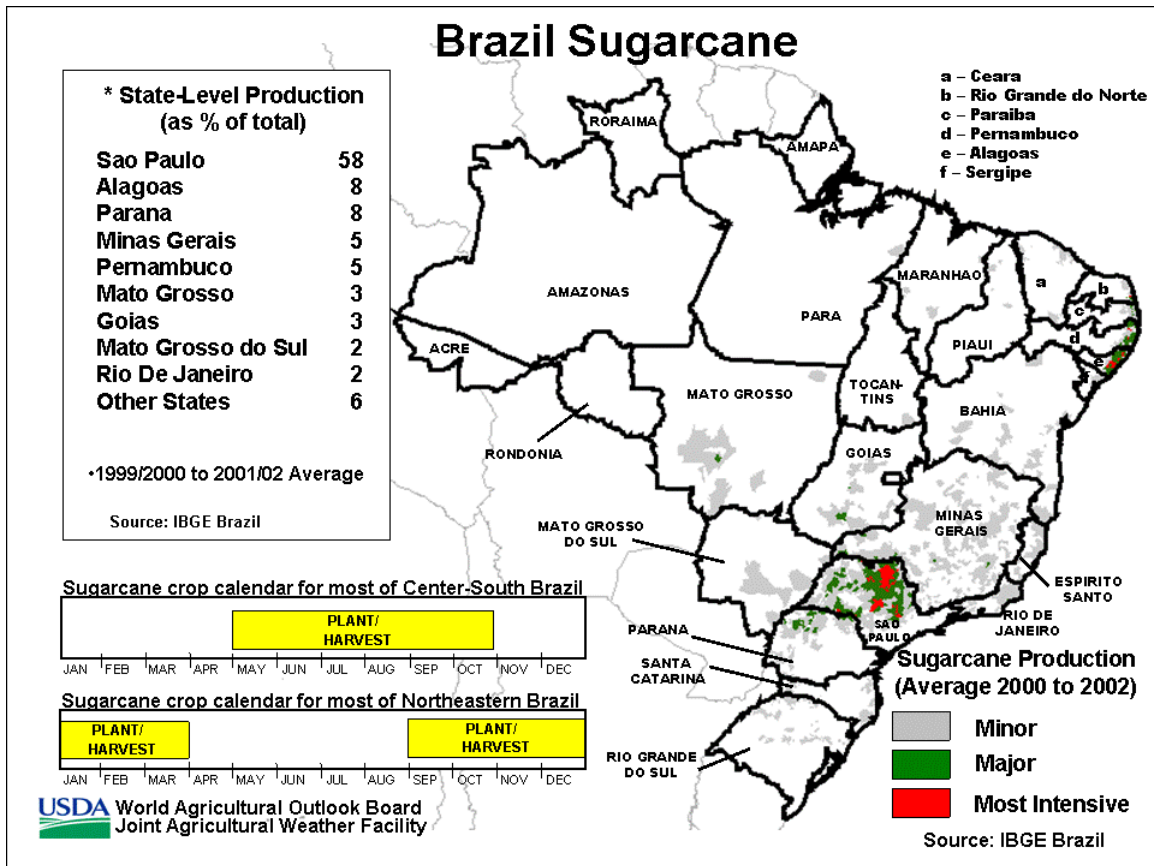 Brazil Sugarcane
* State-Level Production
(as % of total)
Sao Paulo 58
Alagoas 8
Parana 8
Minas Gerais 5
Pernambuco 5
Mato Grosso 3
Goias 3
Mato Grosso do Sul 2
Rio De Janeiro 2
Other States 6
•1999/2000 to 2001/02 Average
Source: IBGE Brazil
a – Ceara
b – Rio Grande do Norte
c – Paraiba
d – Pernambuco
e – Alagoas
f – Sergipe
RORAIMA
AMAPA
AMAZONAS
PARA
MARANHAO
a
b
c
d
e
f
PIAUI
ACRE
TOCAN-
TINS
MATO GROSSO
BAHIA
RONDONIA
GOIAS
MINAS
GERAIS
MATO GROSSO
DO SUL
ESPIRITO
SANTO
RIO DE
JANEIRO
SAO
PAULO
PARANA
SANTA
CATARINA
RIO GRANDE
DO SUL
Sugarcane crop calendar for most of Center-South Brazil
PLANT/
HARVEST
JAN FEB MAR APR MAY JUN JUL AUG SEP OCT NOV DEC
Sugarcane crop calendar for most of Northeastern Brazil
PLANT/ PLANT/
HARVEST HARVEST
JAN FEB MAR APR MAY JUN JUL AUG SEP OCT NOV DEC
Sugarcane Production
(Average 2000 to 2002)
Minor
Major
Most Intensive
Source: IBGE Brazil
USDA World Agricultural Outlook Board
Joint Agricultural Weather Facility